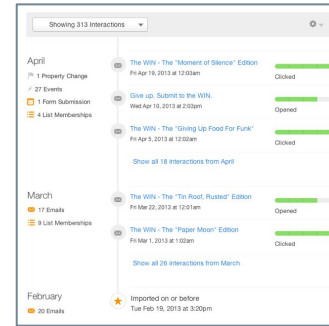 Showing 313 Interactions
April
1 Property Change
27 Events
1 Form Submission
4 List Memberships
The WIN - The "Moment of Silence" Edition
Fri Apr 19, 2013 at 12:03am
Clicked
Give up. Submit to the WIN.
Wed Apr 10, 2013 at 2:03pm
Opened
The WIN - The "Giving Up Food For Funk"
Fri Apr 5, 2013 at 12:02am
Clicked
Show all 18 interactions from April
March
17 Emails
9 List Memberships
The WIN - The "Tin Roof, Rusted" Edition
Fri Mar 22, 2013 at 12:01am
Opened
The WIN - The "Paper Moon" Edition
Fri Mar 1, 2013 at 1:02am
Clicked
Show all 26 interactions from March
February
20 Emails
Imported on or before
Tue Feb 19, 2013 at 3:20pm